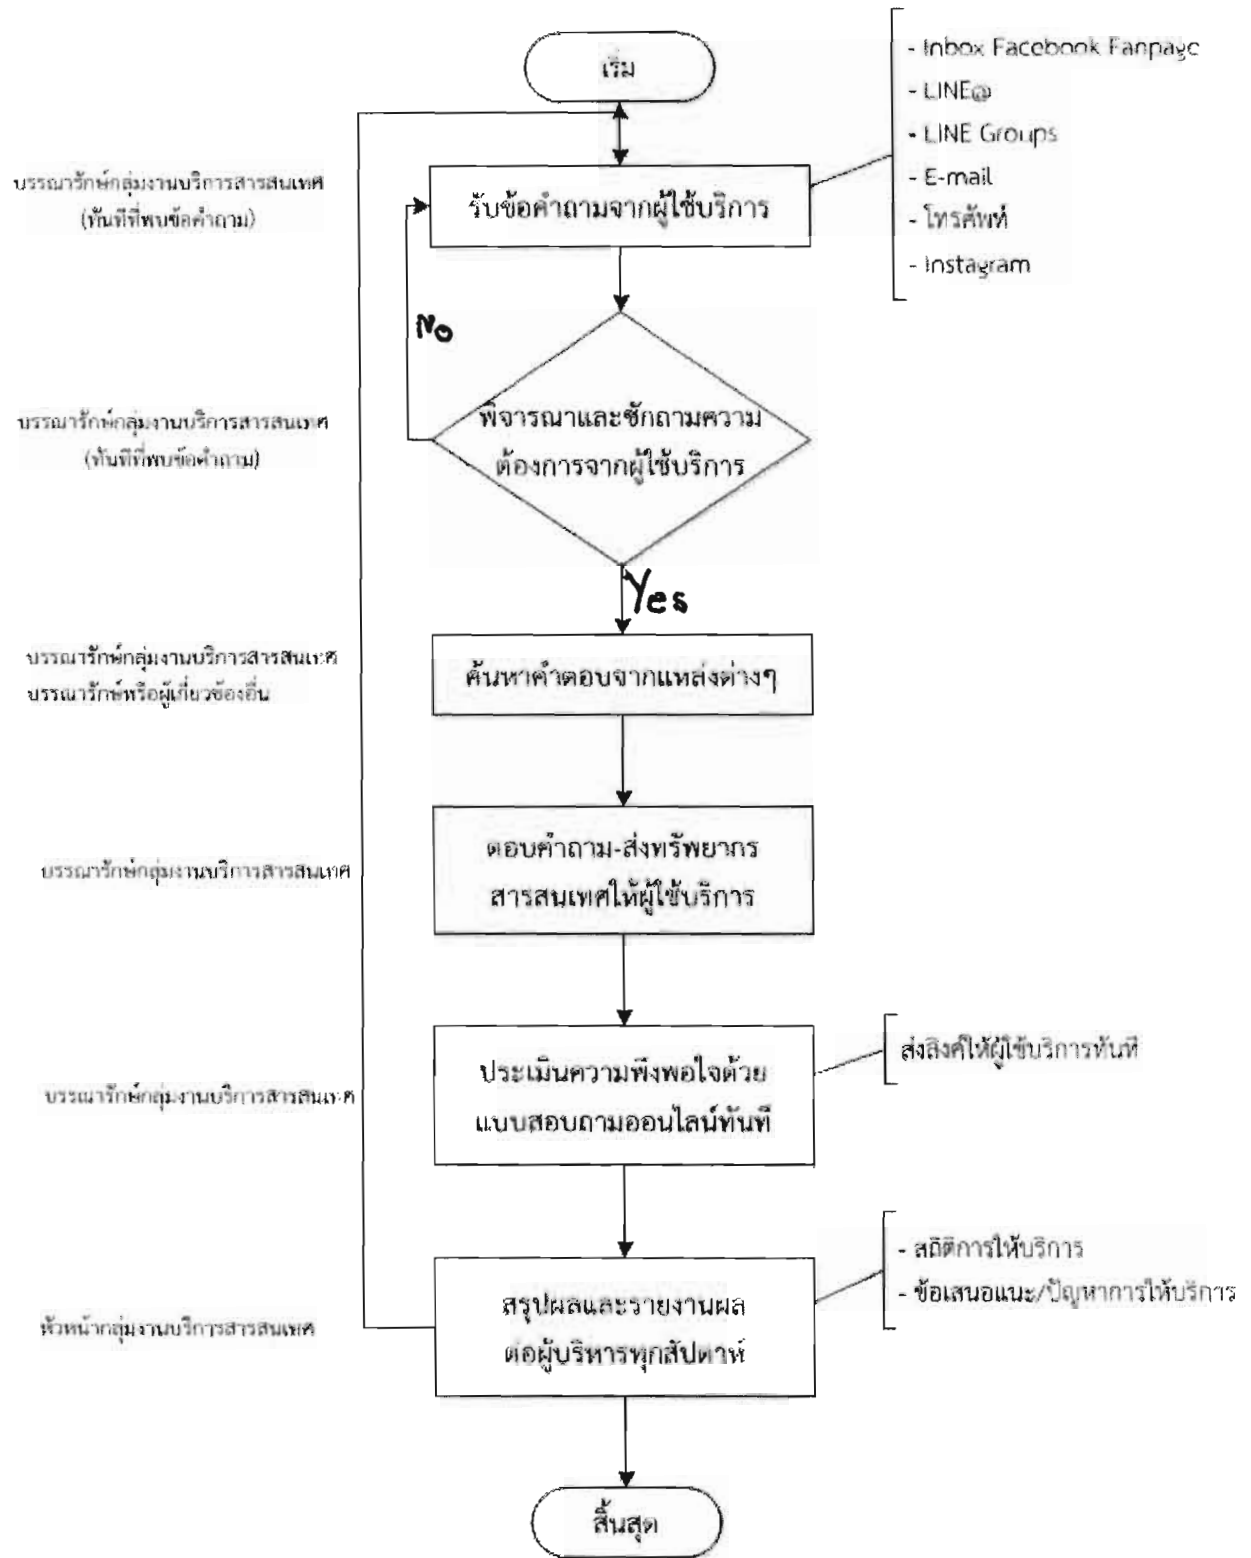 เริ่ม
- Inbox Facebook Fanpage
- LINE@
- LINE Groups
- E-mail
- โทรศัพท์
- Instagram
บรรณารักษ์กลุ่มงานบริการสารสนเทศ
(ทันทีที่พบข้อคำถาม)
รับข้อคำถามจากผู้ใช้บริการ
No
บรรณารักษ์กลุ่มงานบริการสารสนเทศ
(ทันทีที่พบข้อคำถาม)
พิจารณาและซักถามความ
ต้องการจากผู้ใช้บริการ
Yes
บรรณารักษ์กลุ่มงานบริการสารสนเทศ
บรรณารักษ์หรือผู้เกี่ยวข้องอื่น
ค้นหาคำตอบจากแหล่งต่างๆ
บรรณารักษ์กลุ่มงานบริการสารสนเทศ
ตอบคำถาม-ส่งทรัพยากร
สารสนเทศให้ผู้ใช้บริการ
บรรณารักษ์กลุ่มงานบริการสารสนเทศ
ประเมินความพึงพอใจด้วย
แบบสอบถามออนไลน์ทันที
ส่งลิงค์ให้ผู้ใช้บริการทันที
หัวหน้ากลุ่มงานบริการสารสนเทศ
สรุปผลและรายงานผล
ต่อผู้บริหารทุกสัปดาห์
- สถิติการให้บริการ
- ข้อเสนอแนะ/ปัญหาการให้บริการ
สิ้นสุด